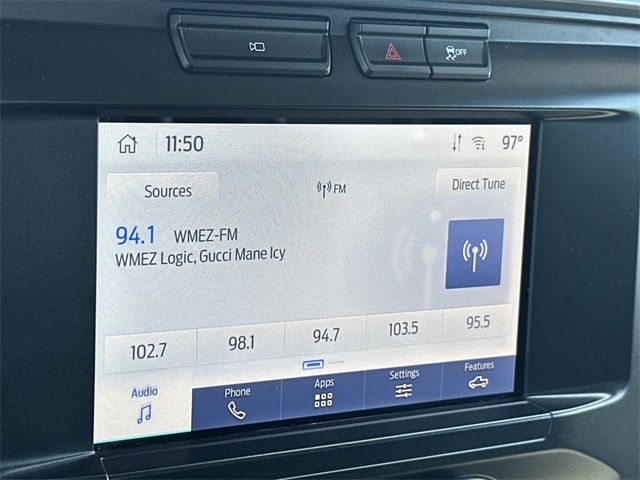 OFF
11:50
97°
Sources
FM
Direct Tune
94.1 WMEZ-FM
WMEZ Logic, Gucci Mane Icy
102.7
98.1
94.7
103.5
95.5
Audio
Phone
Apps
Settings
Features